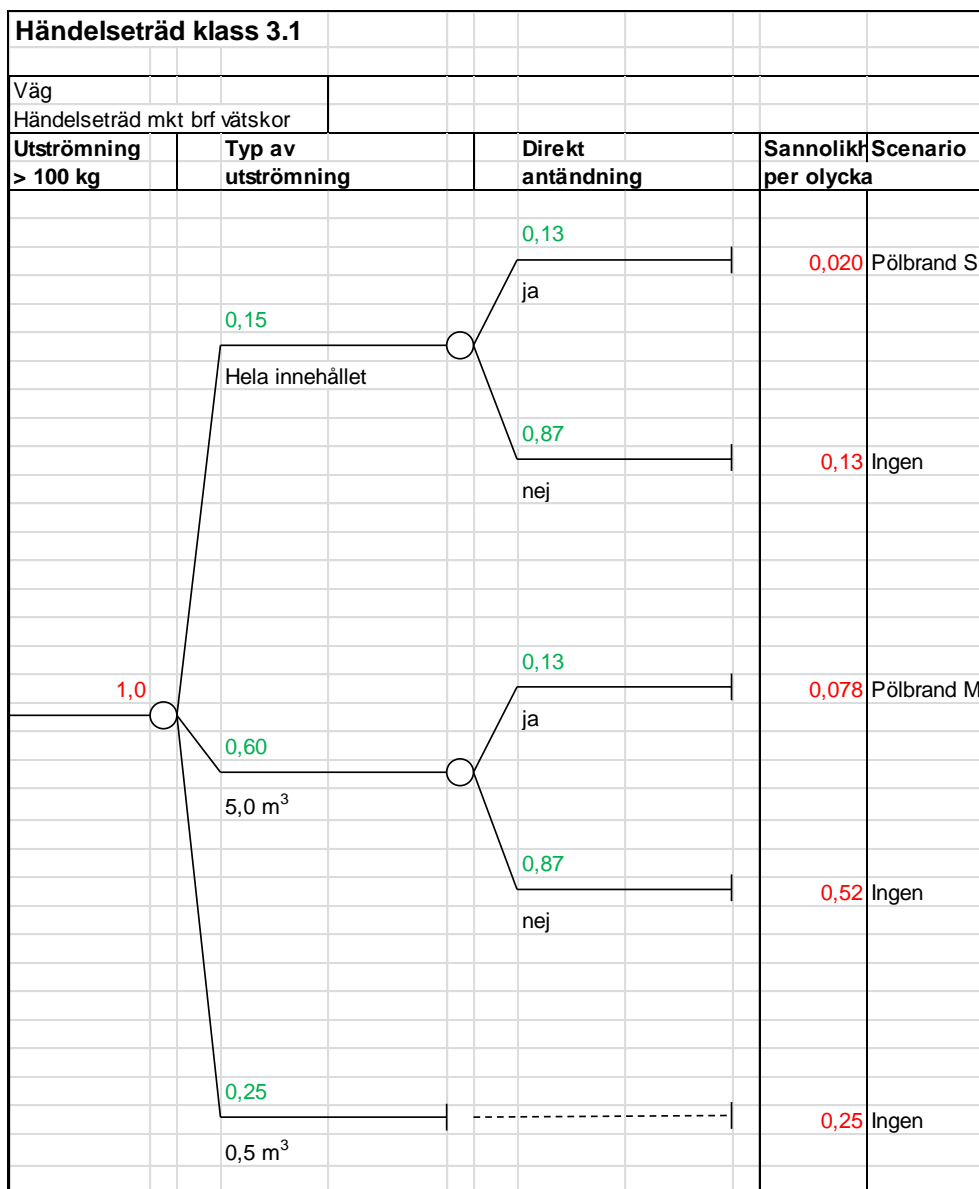 Händelseträd klass 3.1
Väg
Händelseträd mkt brf vätskor
Utströmning Typ av Direkt Sannolikh Scenario
> 100 kg utströmning antändning per olycka
0,13
0,020 Pölbrand S
ja
0,15
Hela innehållet
0,87
0,13 Ingen
nej
0,13
1,0 0,078 Pölbrand M
ja
0,60
5,0 m³
0,87
0,52 Ingen
nej
0,25
0,25 Ingen
0,5 m³